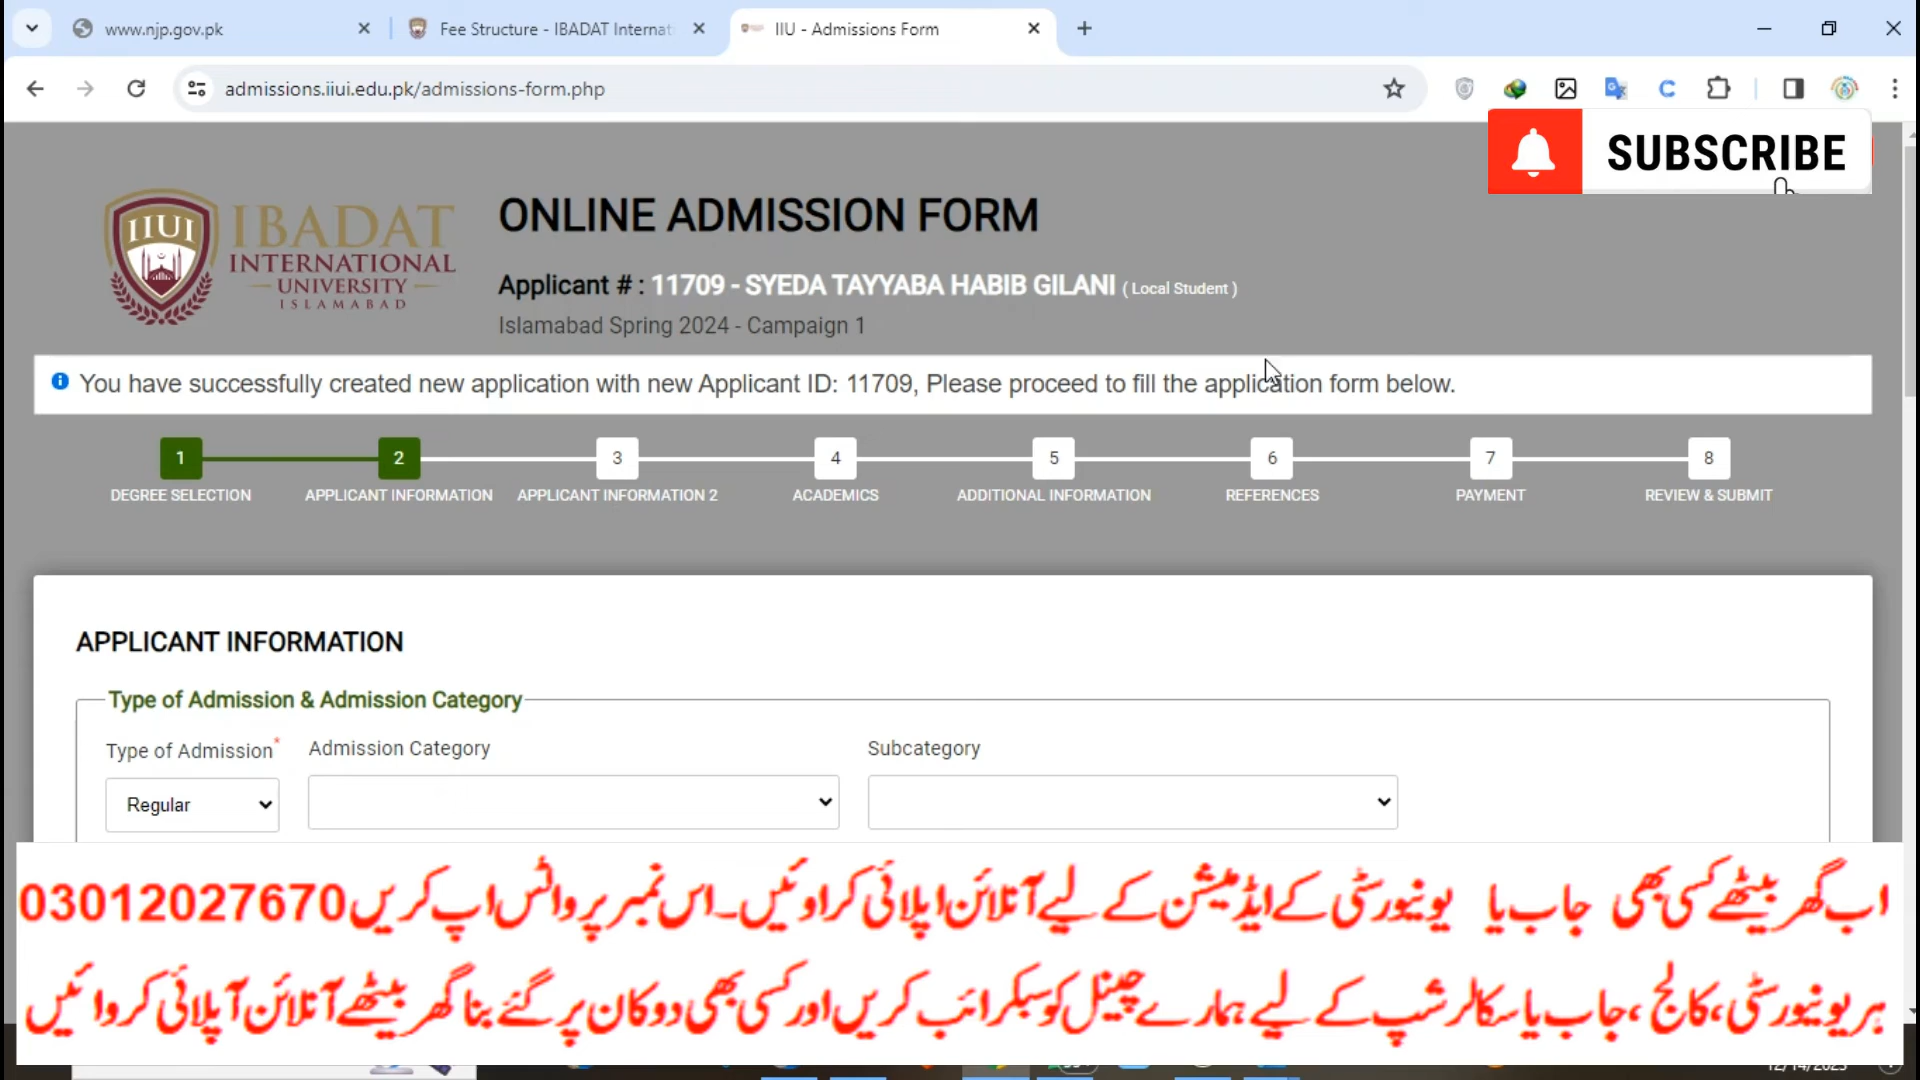 www.njp.gov.pk
Fee Structure - IBADAT Internat
IIU - Admissions Form
admissions.iiui.edu.pk/admissions-form.php
SUBSCRIBE
IIUI
IBADAT
INTERNATIONAL
UNIVERSITY
ISLAMABAD
ONLINE ADMISSION FORM
Applicant # : 11709 - SYEDA TAYYABA HABIB GILANI ( Local Student )
Islamabad Spring 2024 - Campaign 1
You have successfully created new application with new Applicant ID: 11709, Please proceed to fill the application form below.
1 2 3 4 5 6 7 8
DEGREE SELECTION APPLICANT INFORMATION APPLICANT INFORMATION 2 ACADEMICS ADDITIONAL INFORMATION REFERENCES PAYMENT REVIEW & SUBMIT
APPLICANT INFORMATION
Type of Admission & Admission Category
Type of Admission* Admission Category Subcategory
Regular
اب گھر بیٹھے کسی بھی جاب یا یونیورسٹی کے ایڈمیشن کے لیے آنلائن اپلائی کراوئیں۔ اس نمبر پر واٹس اپ کریں 03012027670
ہر یونیورسٹی، کالج ،جاب یا سکالرشپ کے لیے ہمارے چینل کو سبکرائب کریں اور کسی بھی دوکان پر گئے بنا گھر بیٹھے آنلائن آپلائی کروائیں